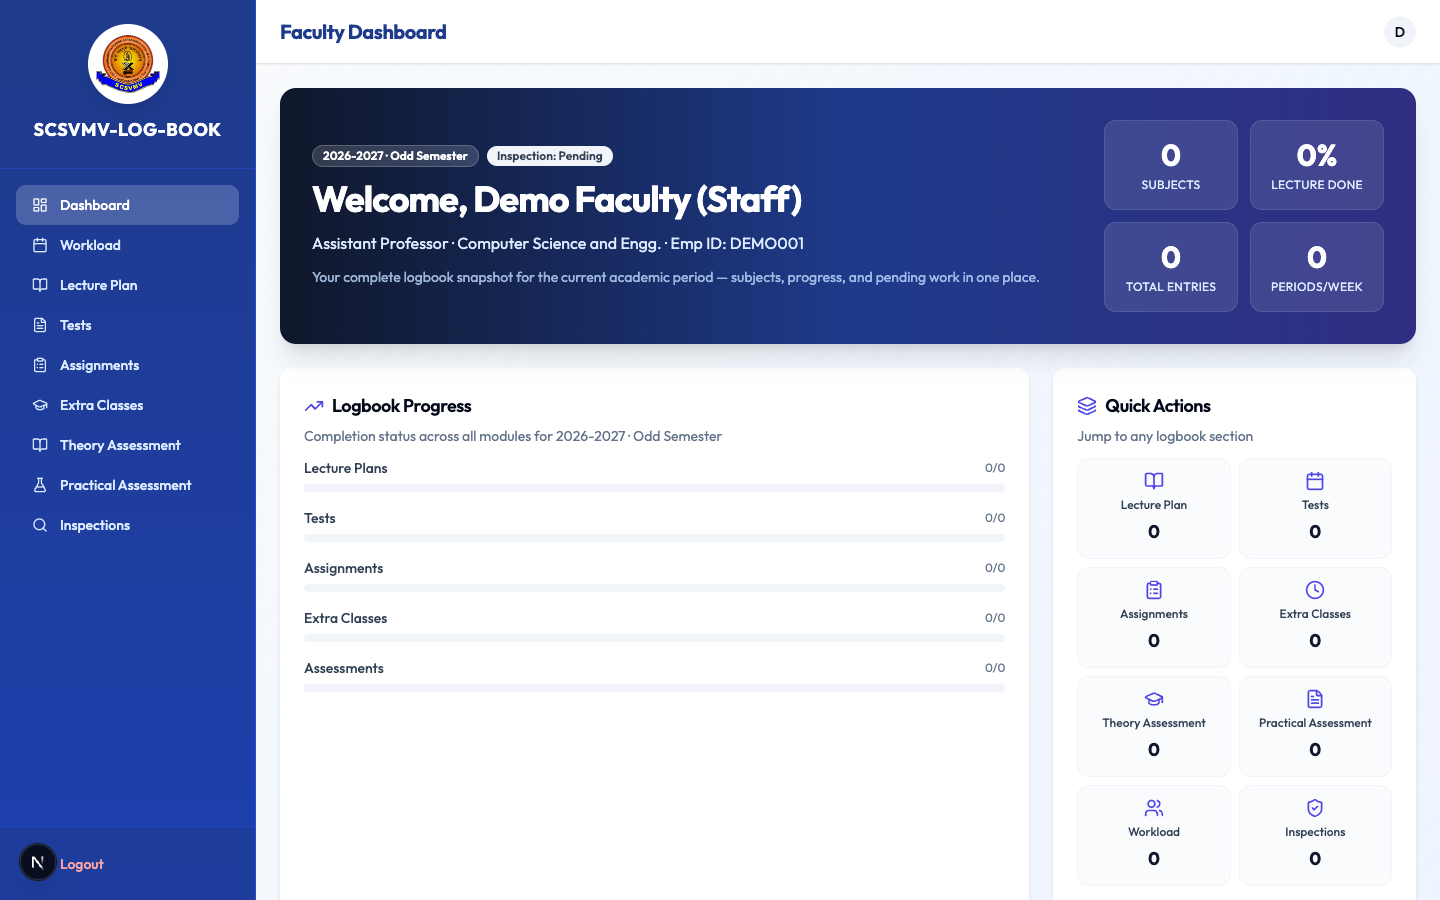 SCSVMV
SCSVMV-LOG-BOOK
Dashboard
Workload
Lecture Plan
Tests
Assignments
Extra Classes
Theory Assessment
Practical Assessment
Inspections
N
Logout
Faculty Dashboard
D
2026-2027 · Odd Semester
Inspection: Pending
Welcome, Demo Faculty (Staff)
Assistant Professor · Computer Science and Engg. · Emp ID: DEMO001
Your complete logbook snapshot for the current academic period — subjects, progress, and pending work in one place.
0
SUBJECTS
0%
LECTURE DONE
0
TOTAL ENTRIES
0
PERIODS/WEEK
Logbook Progress
Completion status across all modules for 2026-2027 · Odd Semester
Lecture Plans 0/0
Tests 0/0
Assignments 0/0
Extra Classes 0/0
Assessments 0/0
Quick Actions
Jump to any logbook section
Lecture Plan
0
Tests
0
Assignments
0
Extra Classes
0
Theory Assessment
0
Practical Assessment
0
Workload
0
Inspections
0